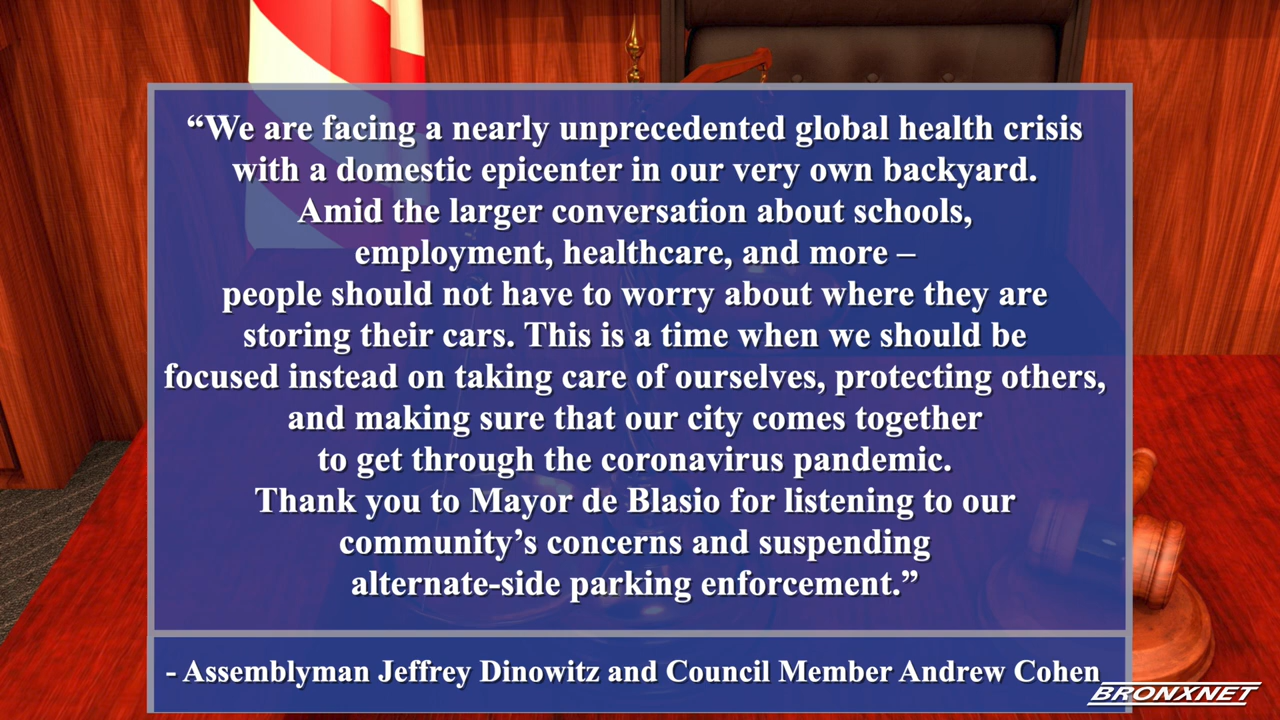 “We are facing a nearly unprecedented global health crisis
with a domestic epicenter in our very own backyard.
Amid the larger conversation about schools,
employment, healthcare, and more –
people should not have to worry about where they are
storing their cars. This is a time when we should be
focused instead on taking care of ourselves, protecting others,
and making sure that our city comes together
to get through the coronavirus pandemic.
Thank you to Mayor de Blasio for listening to our
community’s concerns and suspending
alternate-side parking enforcement.”
- Assemblyman Jeffrey Dinowitz and Council Member Andrew Cohen
BRONXNET